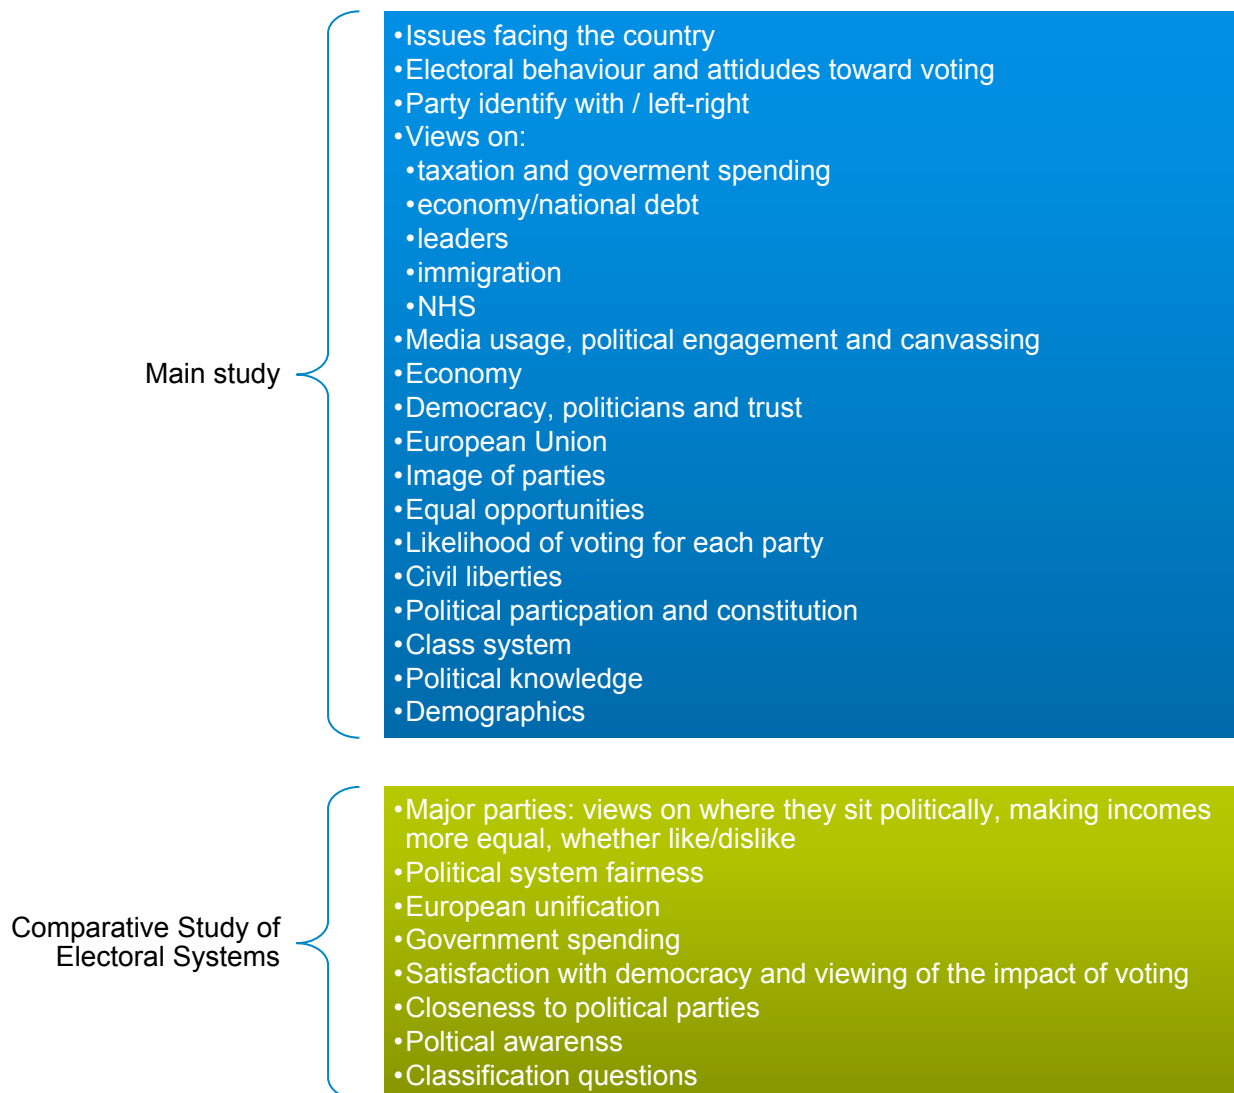 Main study
•Issues facing the country
•Electoral behaviour and attidudes toward voting
•Party identify with / left-right
•Views on:
•taxation and goverment spending
•economy/national debt
•leaders
•immigration
•NHS
•Media usage, political engagement and canvassing
•Economy
•Democracy, politicians and trust
•European Union
•Image of parties
•Equal opportunities
•Likelihood of voting for each party
•Civil liberties
•Political particpation and constitution
•Class system
•Political knowledge
•Demographics
Comparative Study of
Electoral Systems
•Major parties: views on where they sit politically, making incomes
more equal, whether like/dislike
•Political system fairness
•European unification
•Government spending
•Satisfaction with democracy and viewing of the impact of voting
•Closeness to political parties
•Poltical awarenss
•Classification questions